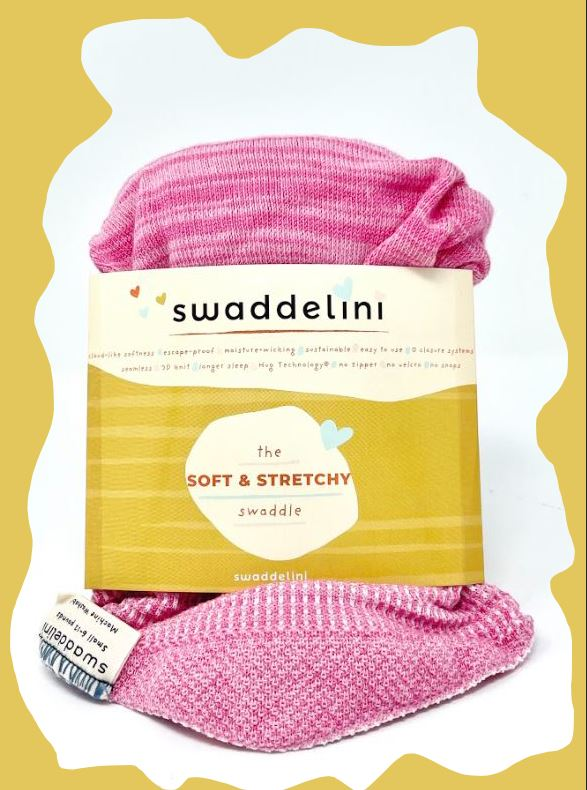 swaddelini
cloud-like softness escape-proof moisture-wicking sustainable easy to use 0 closure systems
seamless 3D knit longer sleep Hug Technology® no zipper no velcro no snaps
the
SOFT & STRETCHY
swaddle
swaddelini
swaddelini
Small 6-13 pounds
Machine Wash